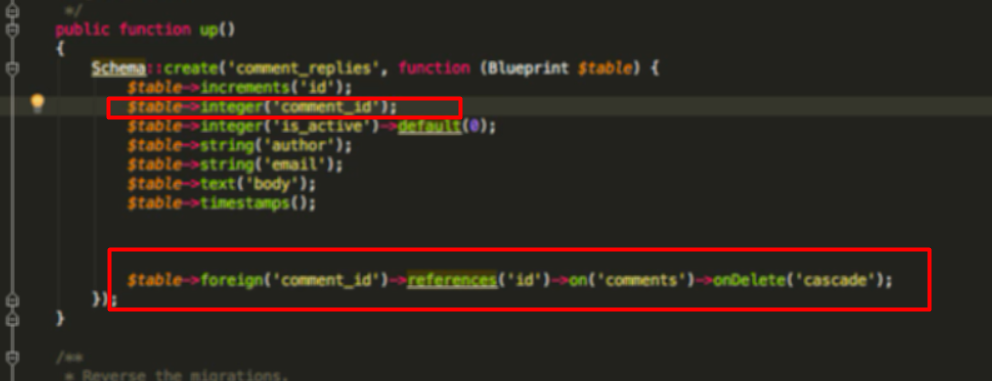 */
public function up()
{
Schema::create('comment_replies', function (Blueprint $table) {
$table->increments('id');
$table->integer('comment_id');
$table->integer('is_active')->default(0);
$table->string('author');
$table->string('email');
$table->text('body');
$table->timestamps();
$table->foreign('comment_id')->references('id')->on('comments')->onDelete('cascade');
});
}
/**
* Reverse the migrations.